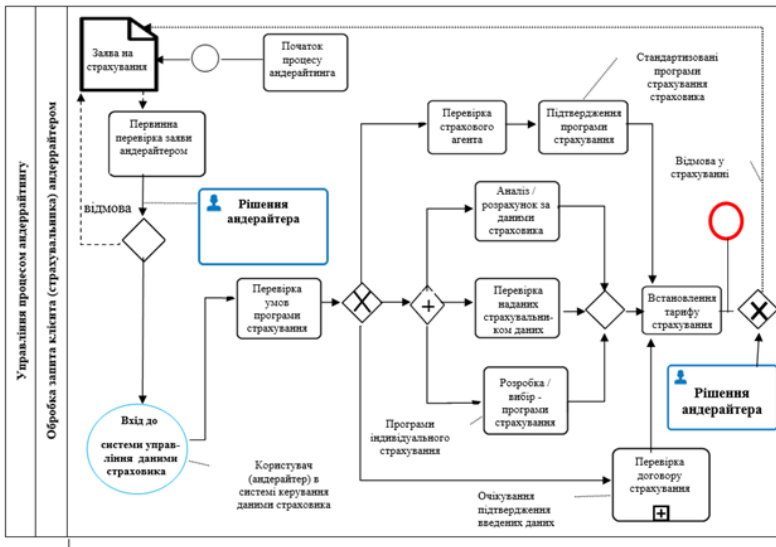 Управління процесом андеррайтингу
Обробка запита клієнта (страхувальника) андеррайтером
Заява на
страхування
Початок
процесу
андерайтинга
Первинна
перевірка заяви
андерайтером
відмова
Рішення
андерайтера
Вхід до
системи управ-
ління даними
страховика
Користувач
(андерайтер) в
системі керування
даними страховика
Перевірка
умов
програми
страхування
Перевірка
страхового
агента
Підтвердження
програми
страхування
Стандартизовані
програми
страхування
страховика
Відмова у
страхуванні
Аналіз /
розрахунок за
даними
страховика
Перевірка
наданих
страхувальни-
ком даних
Розробка /
вибір -
програми
страхування
Програми
індивідуального
страхування
Встановлення
тарифу
страхування
Рішення
андерайтера
Перевірка
договору
страхування
Очікування
підтвердження
введених даних